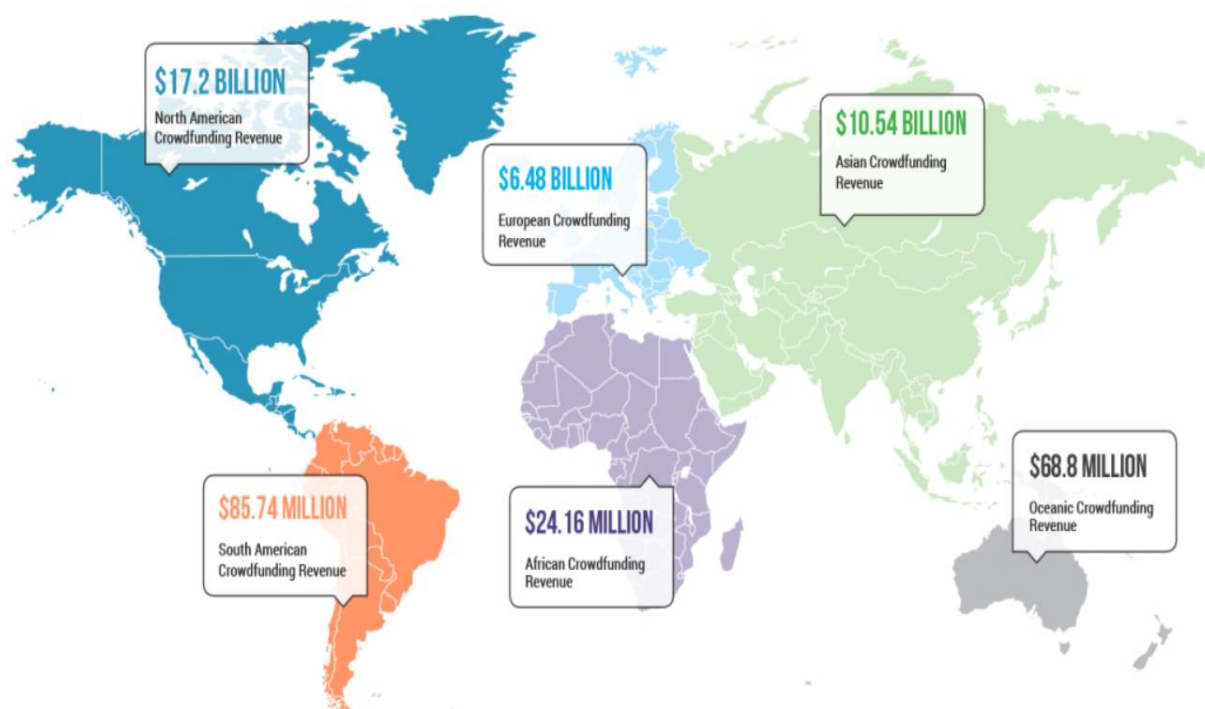 $17.2 BILLION
North American
Crowdfunding Revenue
$6.48 BILLION
European Crowdfunding
Revenue
$10.54 BILLION
Asian Crowdfunding
Revenue
$85.74 MILLION
South American
Crowdfunding Revenue
$24.16 MILLION
African Crowdfunding
Revenue
$68.8 MILLION
Oceanic Crowdfunding
Revenue